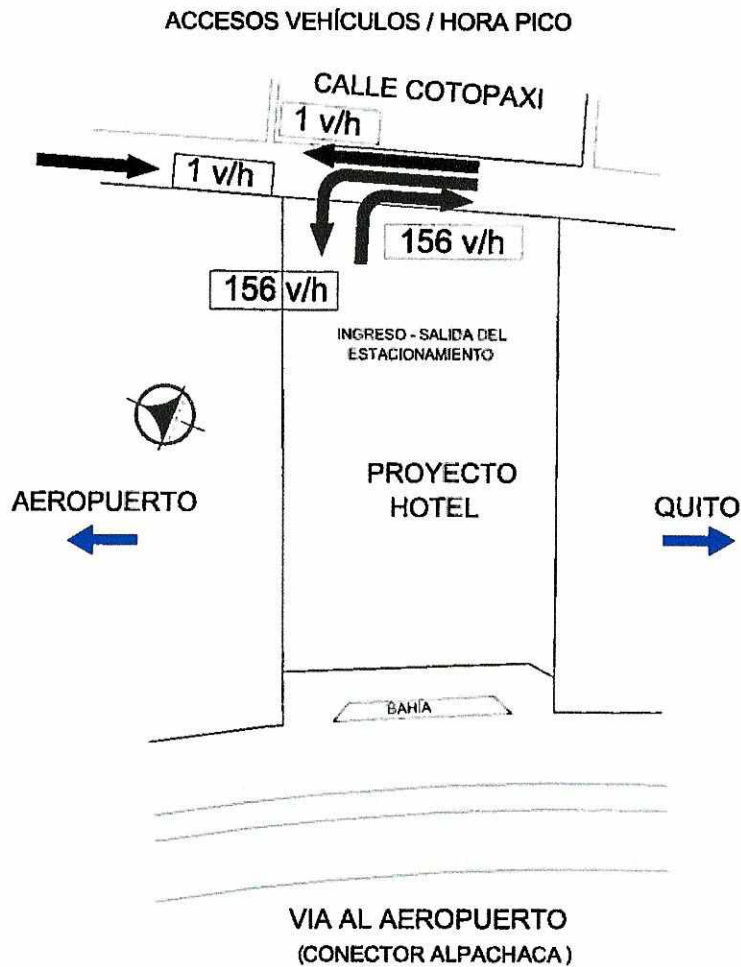 ACCESOS VEHÍCULOS / HORA PICO
CALLE COTOPAXI
1 v/h
1 v/h
156 v/h
156 v/h
INGRESO - SALIDA DEL
ESTACIONAMIENTO
PROYECTO
HOTEL
AEROPUERTO
QUITO
BAHÍA
VIA AL AEROPUERTO
(CONECTOR ALPACHACA)